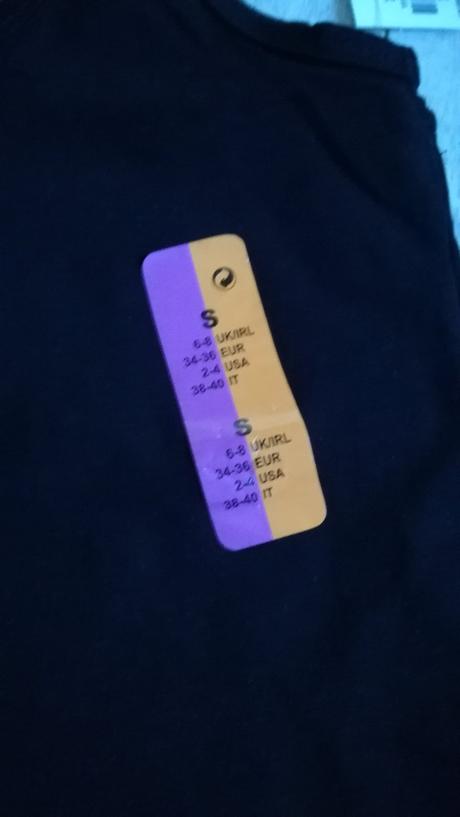 S
6-8 UK/IRL
34-36 EUR
2-4 USA
38-40 IT
S
6-8 UK/IRL
34-36 EUR
2-4 USA
38-40 IT